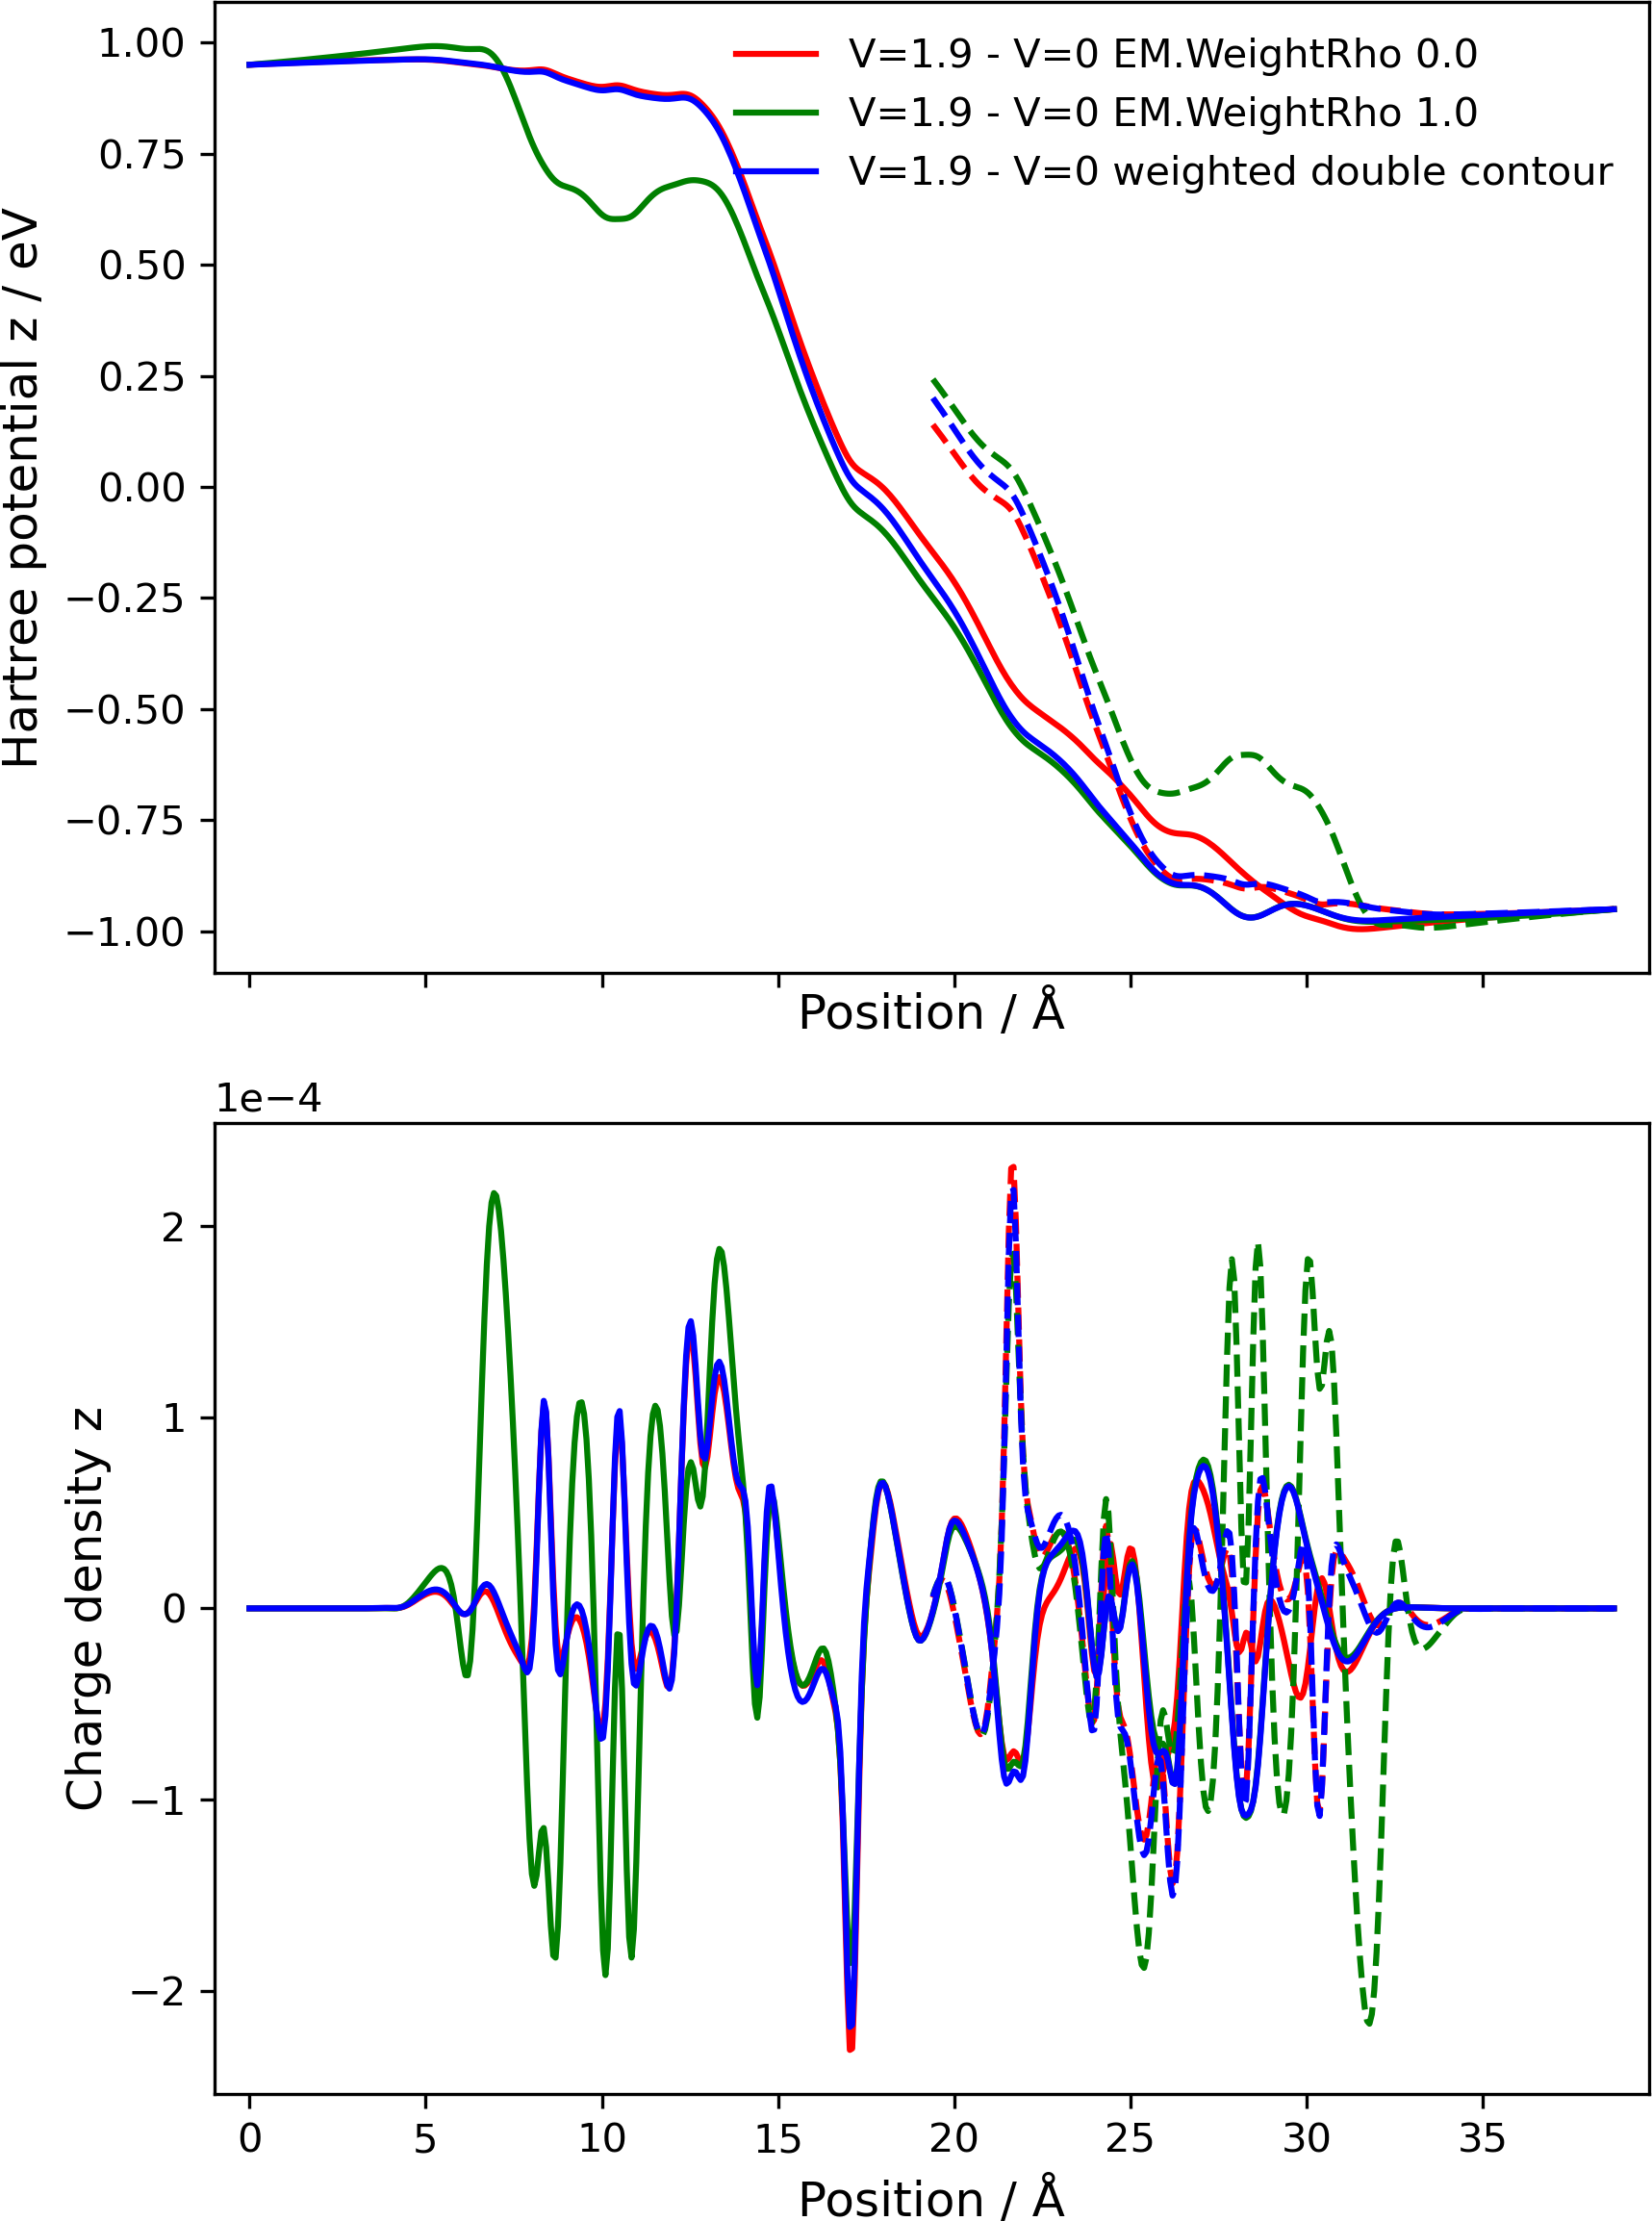 Hartree potential z / eV
1.00
0.75
0.50
0.25
0.00
−0.25
−0.50
−0.75
−1.00
V=1.9 - V=0 EM.WeightRho 0.0
V=1.9 - V=0 EM.WeightRho 1.0
V=1.9 - V=0 weighted double contour
Position / Å
1e−4
Charge density z
2
1
0
−1
−2
0 5 10 15 20 25 30 35
Position / Å